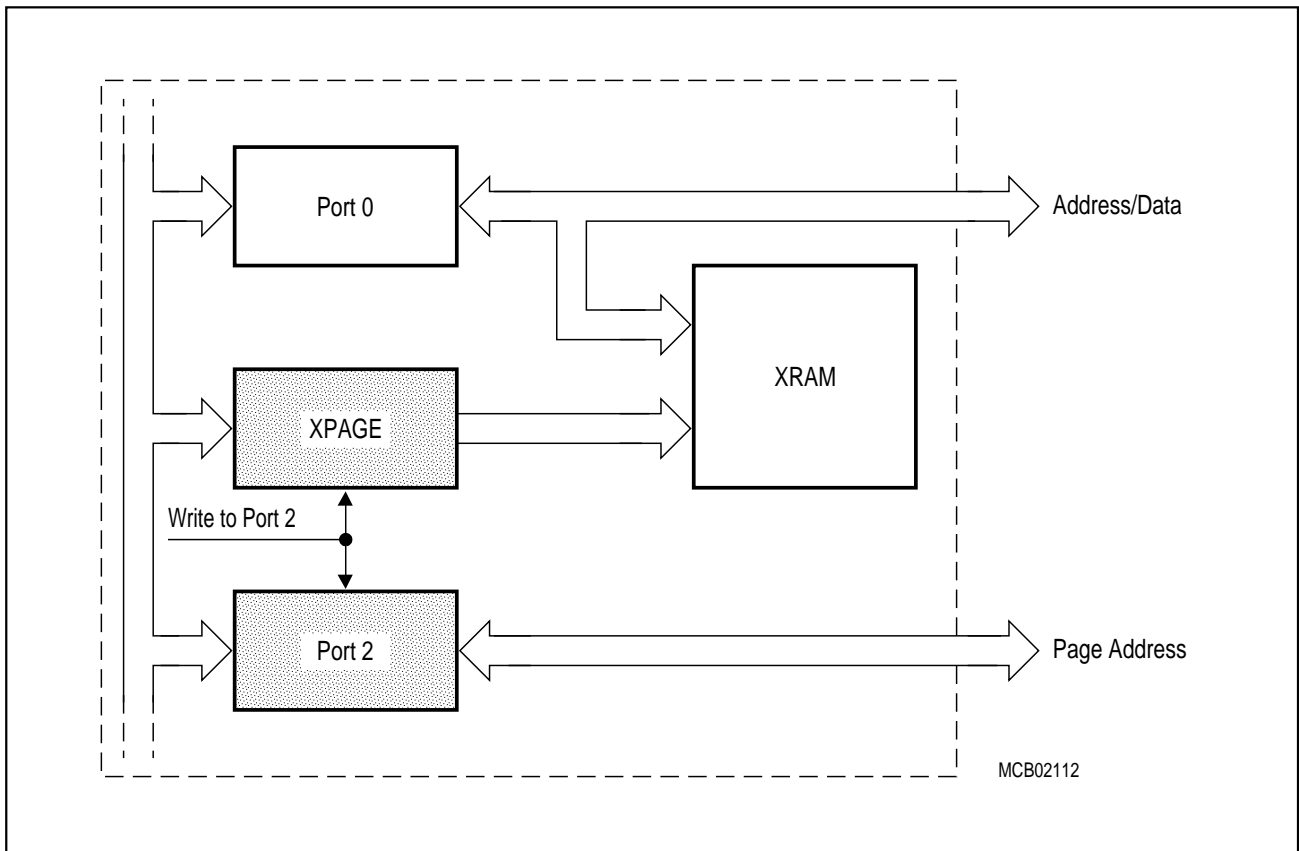 Port 0
Address/Data
XRAM
XPAGE
Write to Port 2
Port 2
Page Address
MCB02112